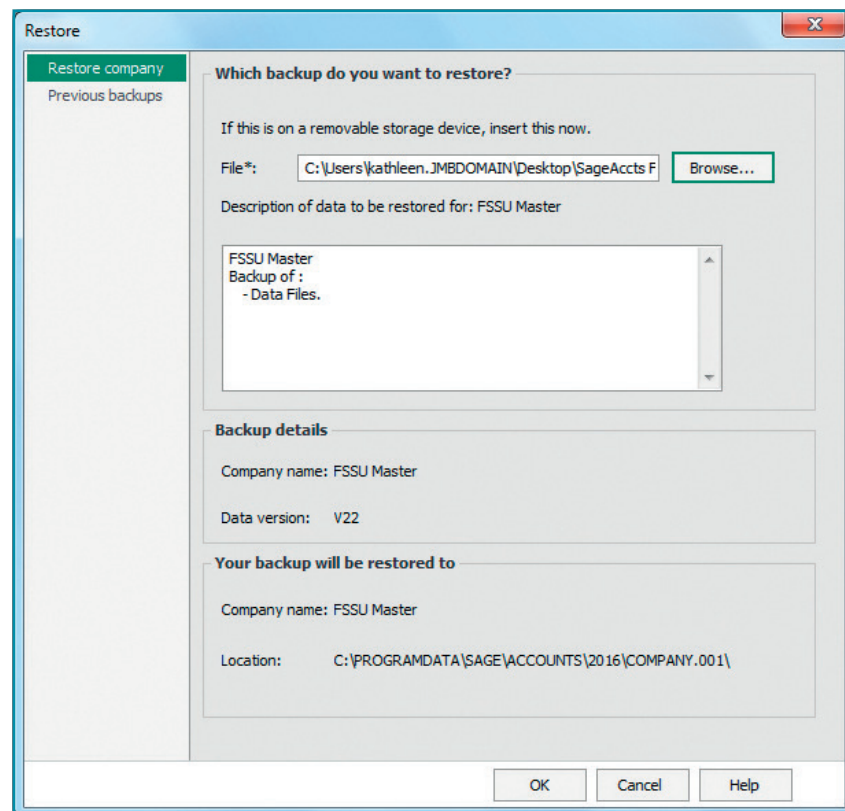 Restore
Restore company
Previous backups
Which backup do you want to restore?
If this is on a removable storage device, insert this now.
File*: C:\Users\kathleen.JMBDOMAIN\Desktop\SageAccts F Browse...
Description of data to be restored for: FSSU Master
FSSU Master
Backup of :
- Data Files.
Backup details
Company name: FSSU Master
Data version: V22
Your backup will be restored to
Company name: FSSU Master
Location: C:\PROGRAMDATA\SAGE\ACCOUNTS\2016\COMPANY.001\
OK Cancel Help